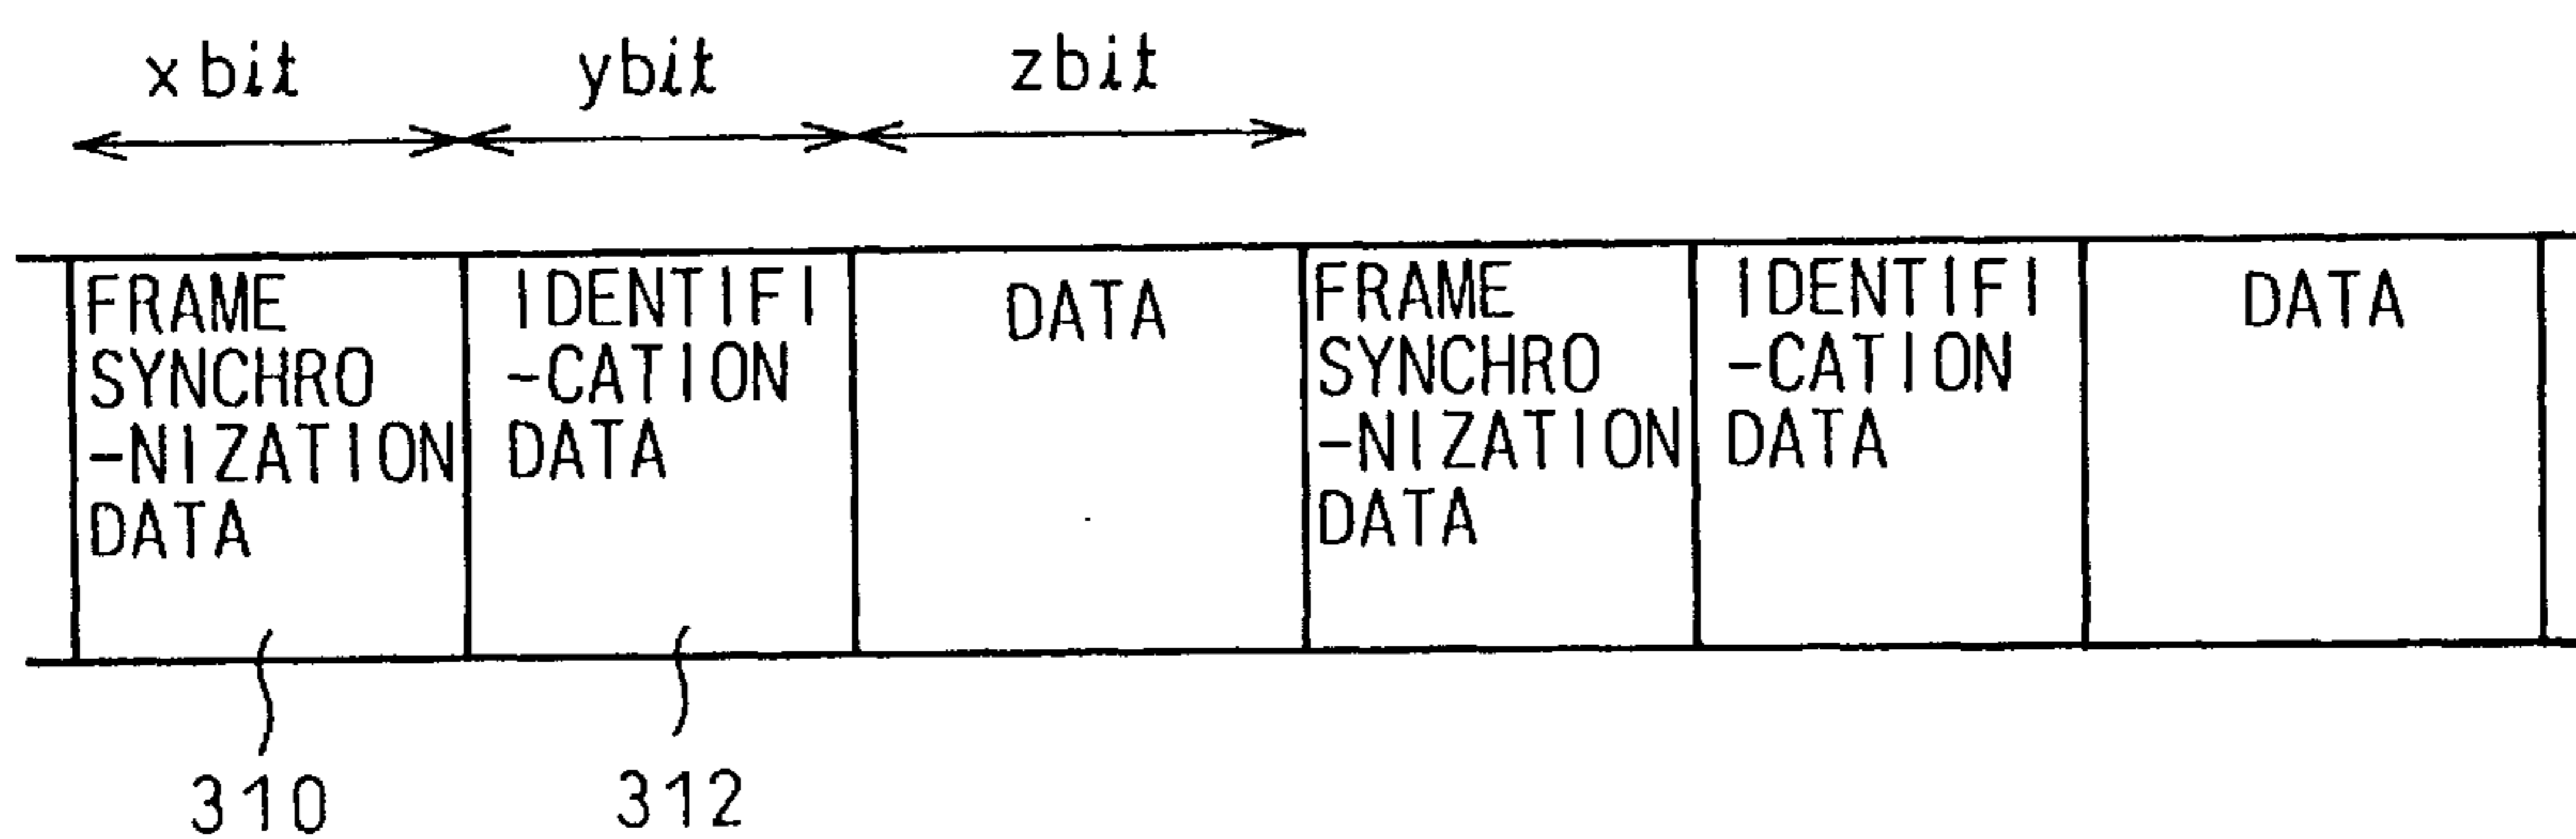 xbit ybit zbit
FRAME
SYNCHRO
-NIZATION
DATA
IDENTIFI
-CATION
DATA
DATA
FRAME
SYNCHRO
-NIZATION
DATA
IDENTIFI
-CATION
DATA
DATA
310 312